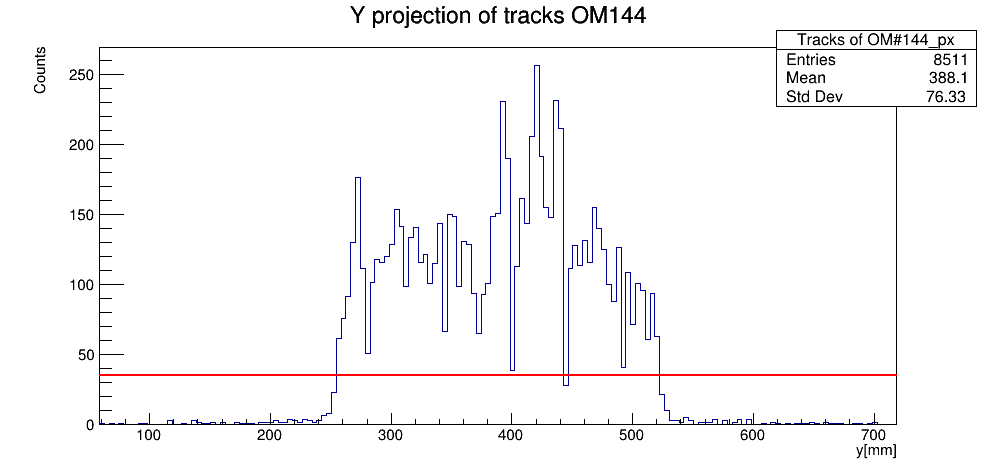 Y projection of tracks OM144
Tracks of OM#144_px
Entries 8511
Mean 388.1
Std Dev 76.33
Counts
250
200
150
100
50
0
100 200 300 400 500 600 700
y[mm]